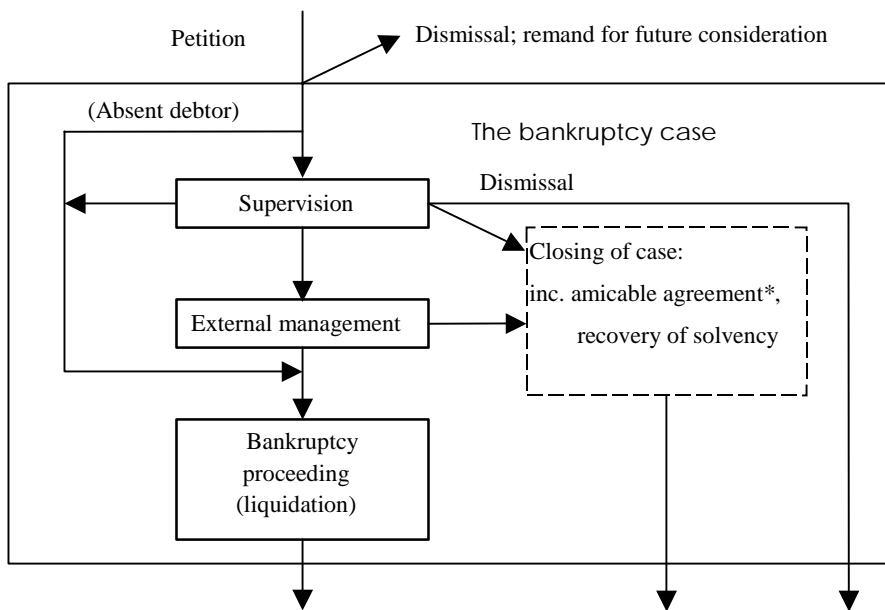 Petition
Dismissal; remand for future consideration
(Absent debtor)
The bankruptcy case
Dismissal
Supervision
Closing of case:
inc. amicable agreement*,
recovery of solvency
External management
Bankruptcy
proceeding
(liquidation)